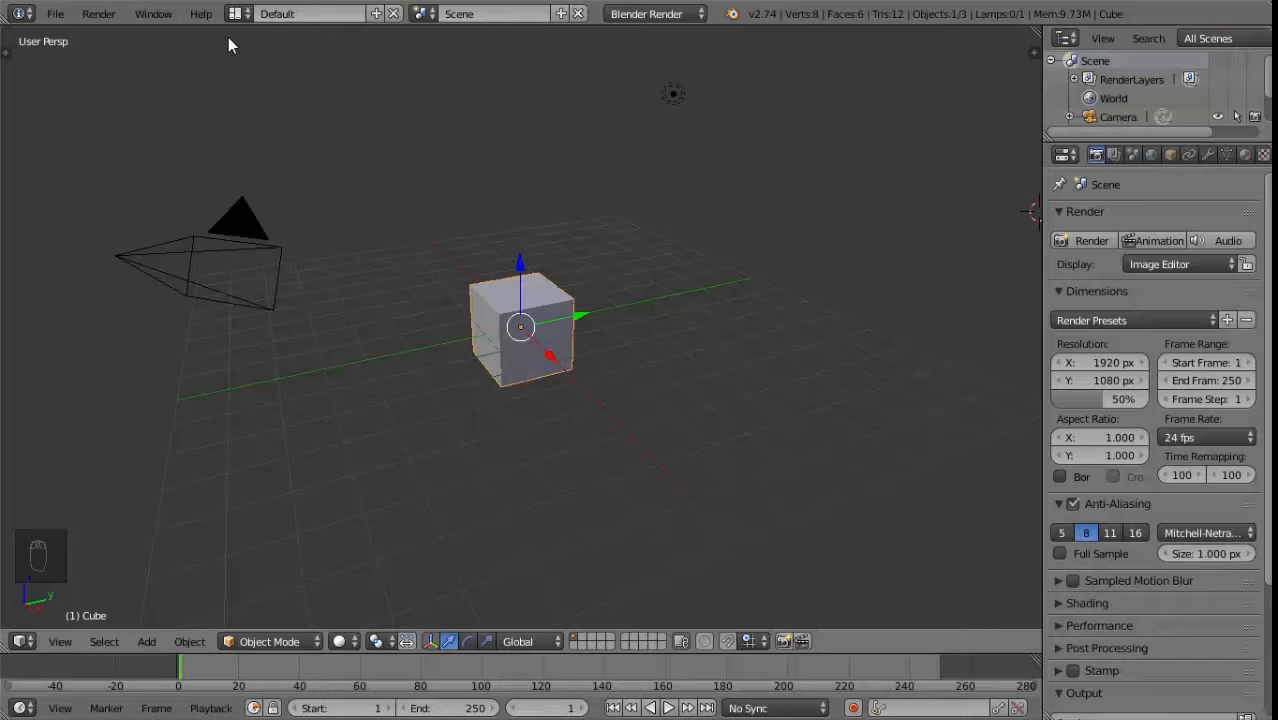 File Render Window Help Default Scene Blender Render v2.74 | Verts:8 | Faces:6 | Tris:12 | Objects:1/3 | Lamps:0/1 | Mem:9.73M | Cube
User Persp
View Search All Scenes
Scene
RenderLayers
World
Camera
Scene
Render
Render Animation Audio
Display: Image Editor
Dimensions
Render Presets
Resolution: Frame Range:
X: 1920 px Start Frame: 1
Y: 1080 px End Fram: 250
50% Frame Step: 1
Aspect Ratio: Frame Rate:
X: 1.000 24 fps
Y: 1.000 Time Remapping:
Bor Cro 100 100
Anti-Aliasing
5 8 11 16 Mitchell-Netra...
Full Sample Size: 1.000 px
Sampled Motion Blur
Shading
Performance
Post Processing
Stamp
Output
y
(1) Cube
View Select Add Object Object Mode Global
-40 -20 0 20 40 60 80 100 120 140 160 180 200 220 240 260 280
View Marker Frame Playback Start: 1 End: 250 1 No Sync